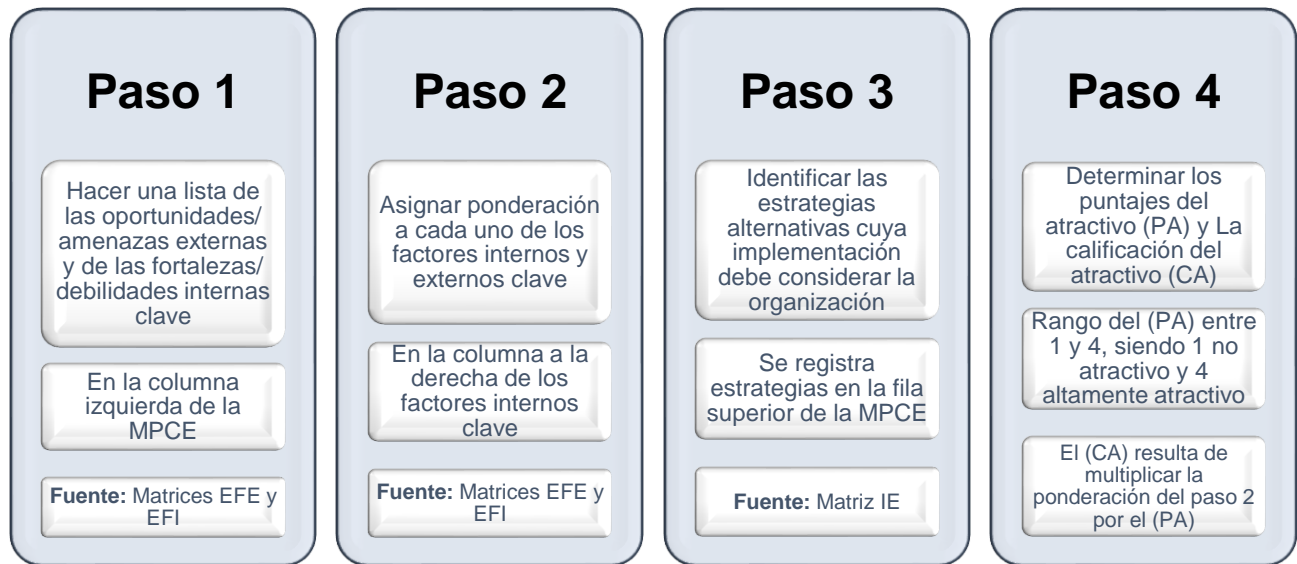 Paso 1
Hacer una lista de
las oportunidades/
amenazas externas
y de las fortalezas/
debilidades internas
clave
En la columna
izquierda de la
MPCE
Fuente: Matrices EFE y
EFI
Paso 2
Asignar ponderación
a cada uno de los
factores internos y
externos clave
En la columna a la
derecha de los
factores internos
clave
Fuente: Matrices EFE y
EFI
Paso 3
Identificar las
estrategias
alternativas cuya
implementación
debe considerar la
organización
Se registra
estrategias en la fila
superior de la MPCE
Fuente: Matriz IE
Paso 4
Determinar los
puntajes del
atractivo (PA) y La
calificación del
atractivo (CA)
Rango del (PA) entre
1 y 4, siendo 1 no
atractivo y 4
altamente atractivo
El (CA) resulta de
multiplicar la
ponderación del paso 2
por el (PA)